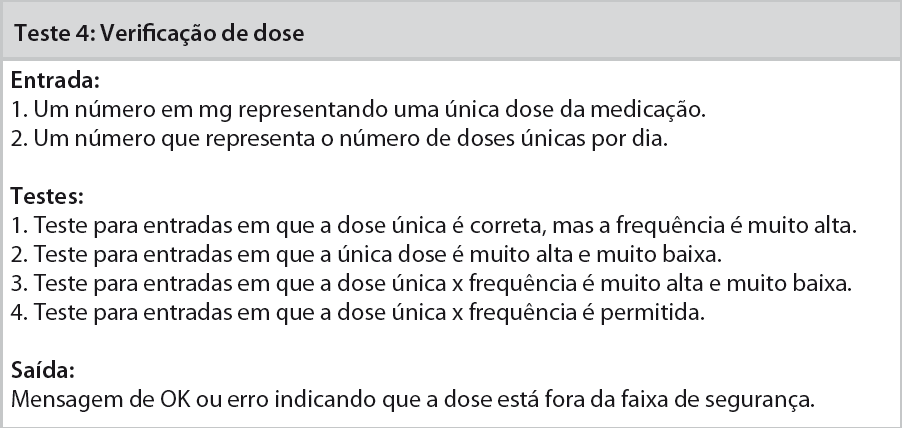 Teste 4: Verificação de dose
Entrada:
1. Um número em mg representando uma única dose da medicação.
2. Um número que representa o número de doses únicas por dia.
Testes:
1. Teste para entradas em que a dose única é correta, mas a frequência é muito alta.
2. Teste para entradas em que a única dose é muito alta e muito baixa.
3. Teste para entradas em que a dose única x frequência é muito alta e muito baixa.
4. Teste para entradas em que a dose única x frequência é permitida.
Saída:
Mensagem de OK ou erro indicando que a dose está fora da faixa de segurança.